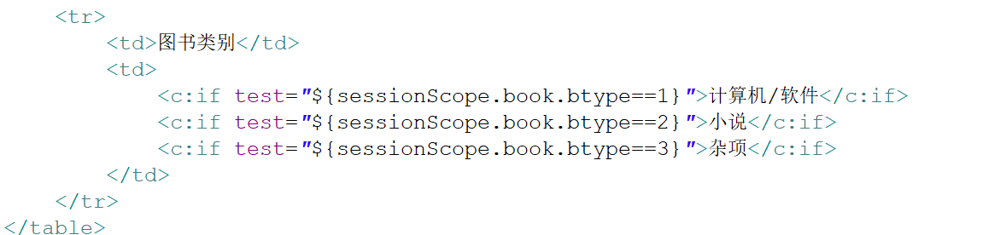 <tr>
<td>图书类别</td>
<td>
<c:if test="${sessionScope.book.btype==1}">计算机/软件</c:if>
<c:if test="${sessionScope.book.btype==2}">小说</c:if>
<c:if test="${sessionScope.book.btype==3}">杂项</c:if>
</td>
</tr>
</table>